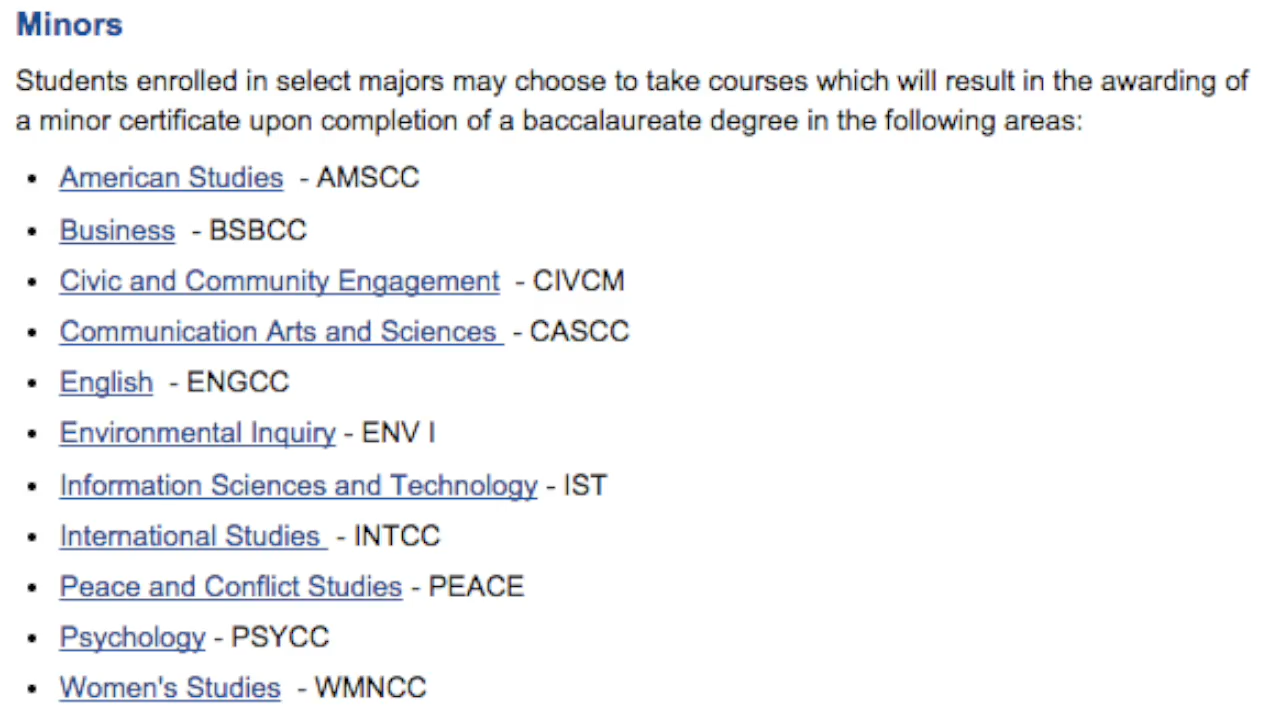 Minors
Students enrolled in select majors may choose to take courses which will result in the awarding of
a minor certificate upon completion of a baccalaureate degree in the following areas:
• American Studies - AMSCC
• Business - BSBCC
• Civic and Community Engagement - CIVCM
• Communication Arts and Sciences - CASCC
• English - ENGCC
• Environmental Inquiry - ENV I
• Information Sciences and Technology - IST
• International Studies - INTCC
• Peace and Conflict Studies - PEACE
• Psychology - PSYCC
• Women's Studies - WMNCC